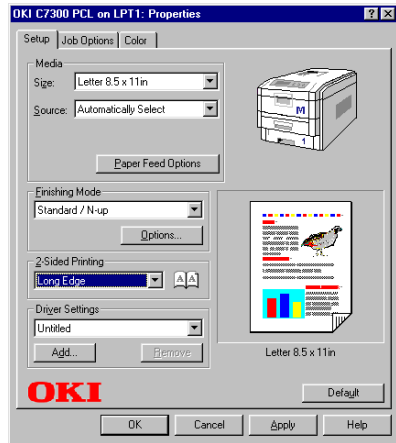 OKI C7300 PCL on LPT1: Properties
Setup Job Options Color
Media
Size: Letter 8.5 x 11in
Source: Automatically Select
M
1
Paper Feed Options
Finishing Mode
Standard / N-up
Options...
2-Sided Printing
Long Edge
A A
Driver Settings
Untitled
Add... Remove
Letter 8.5 x 11in
OKI
Default
OK Cancel Apply Help